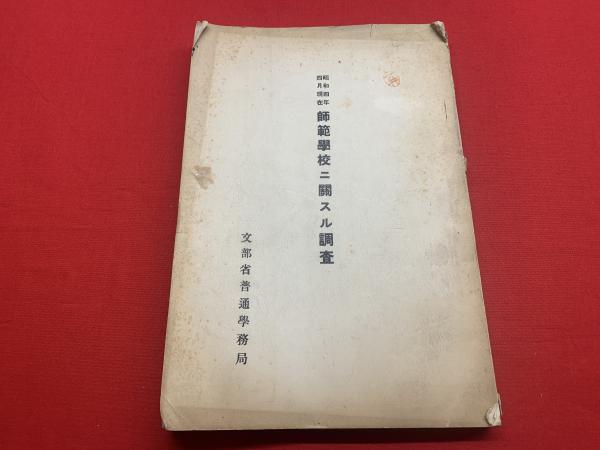 昭和四年
四月現在
師範學校ニ關スル調査
文部省普通學務局